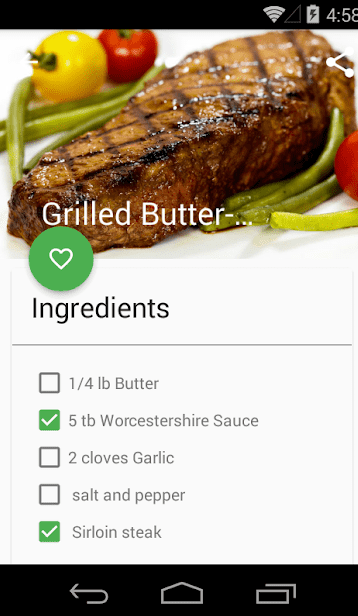 4:58
Grilled Butter-...
Ingredients
1/4 lb Butter
5 tb Worcestershire Sauce
2 cloves Garlic
salt and pepper
Sirloin steak